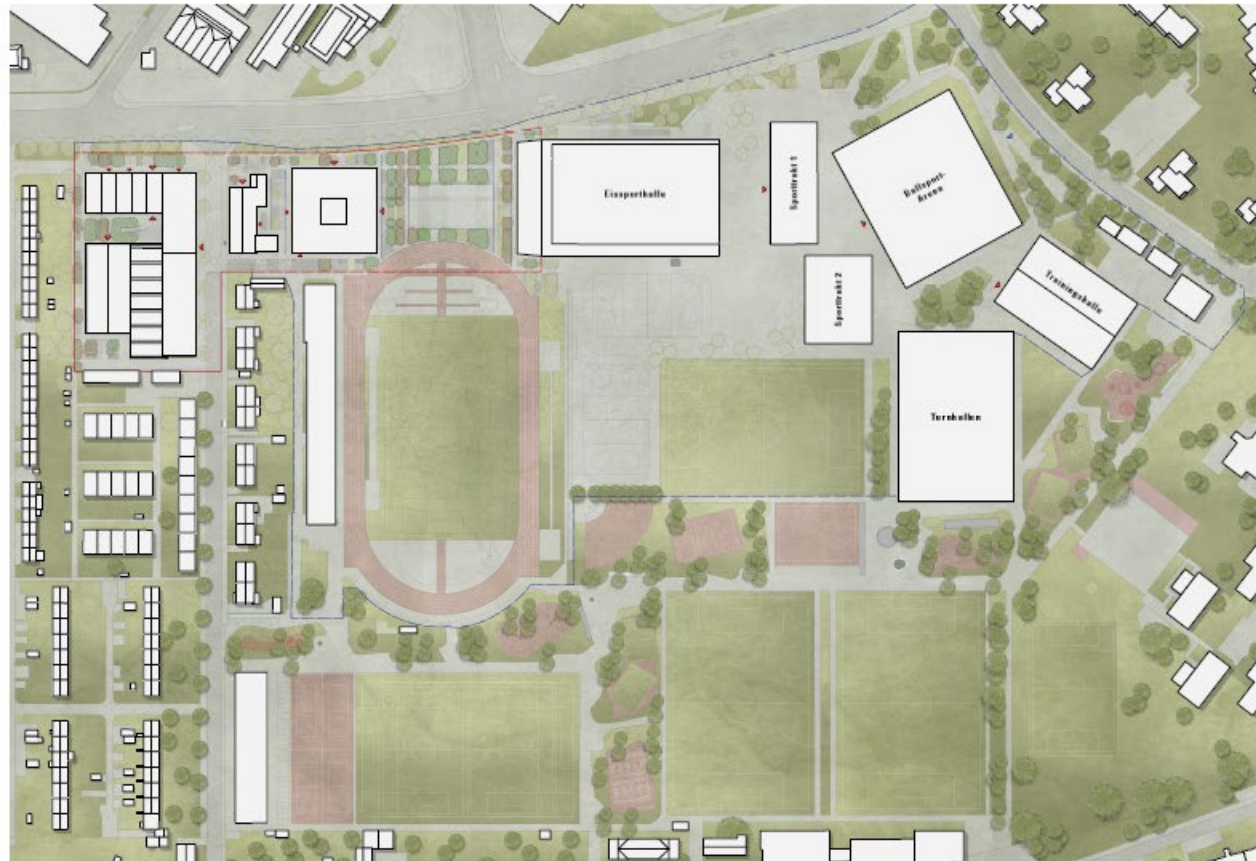 Eissporthalle
Sporttrakt 1
Ballsport-
Arena
Sporttrakt 2
Trainingshalle
Turnhallen